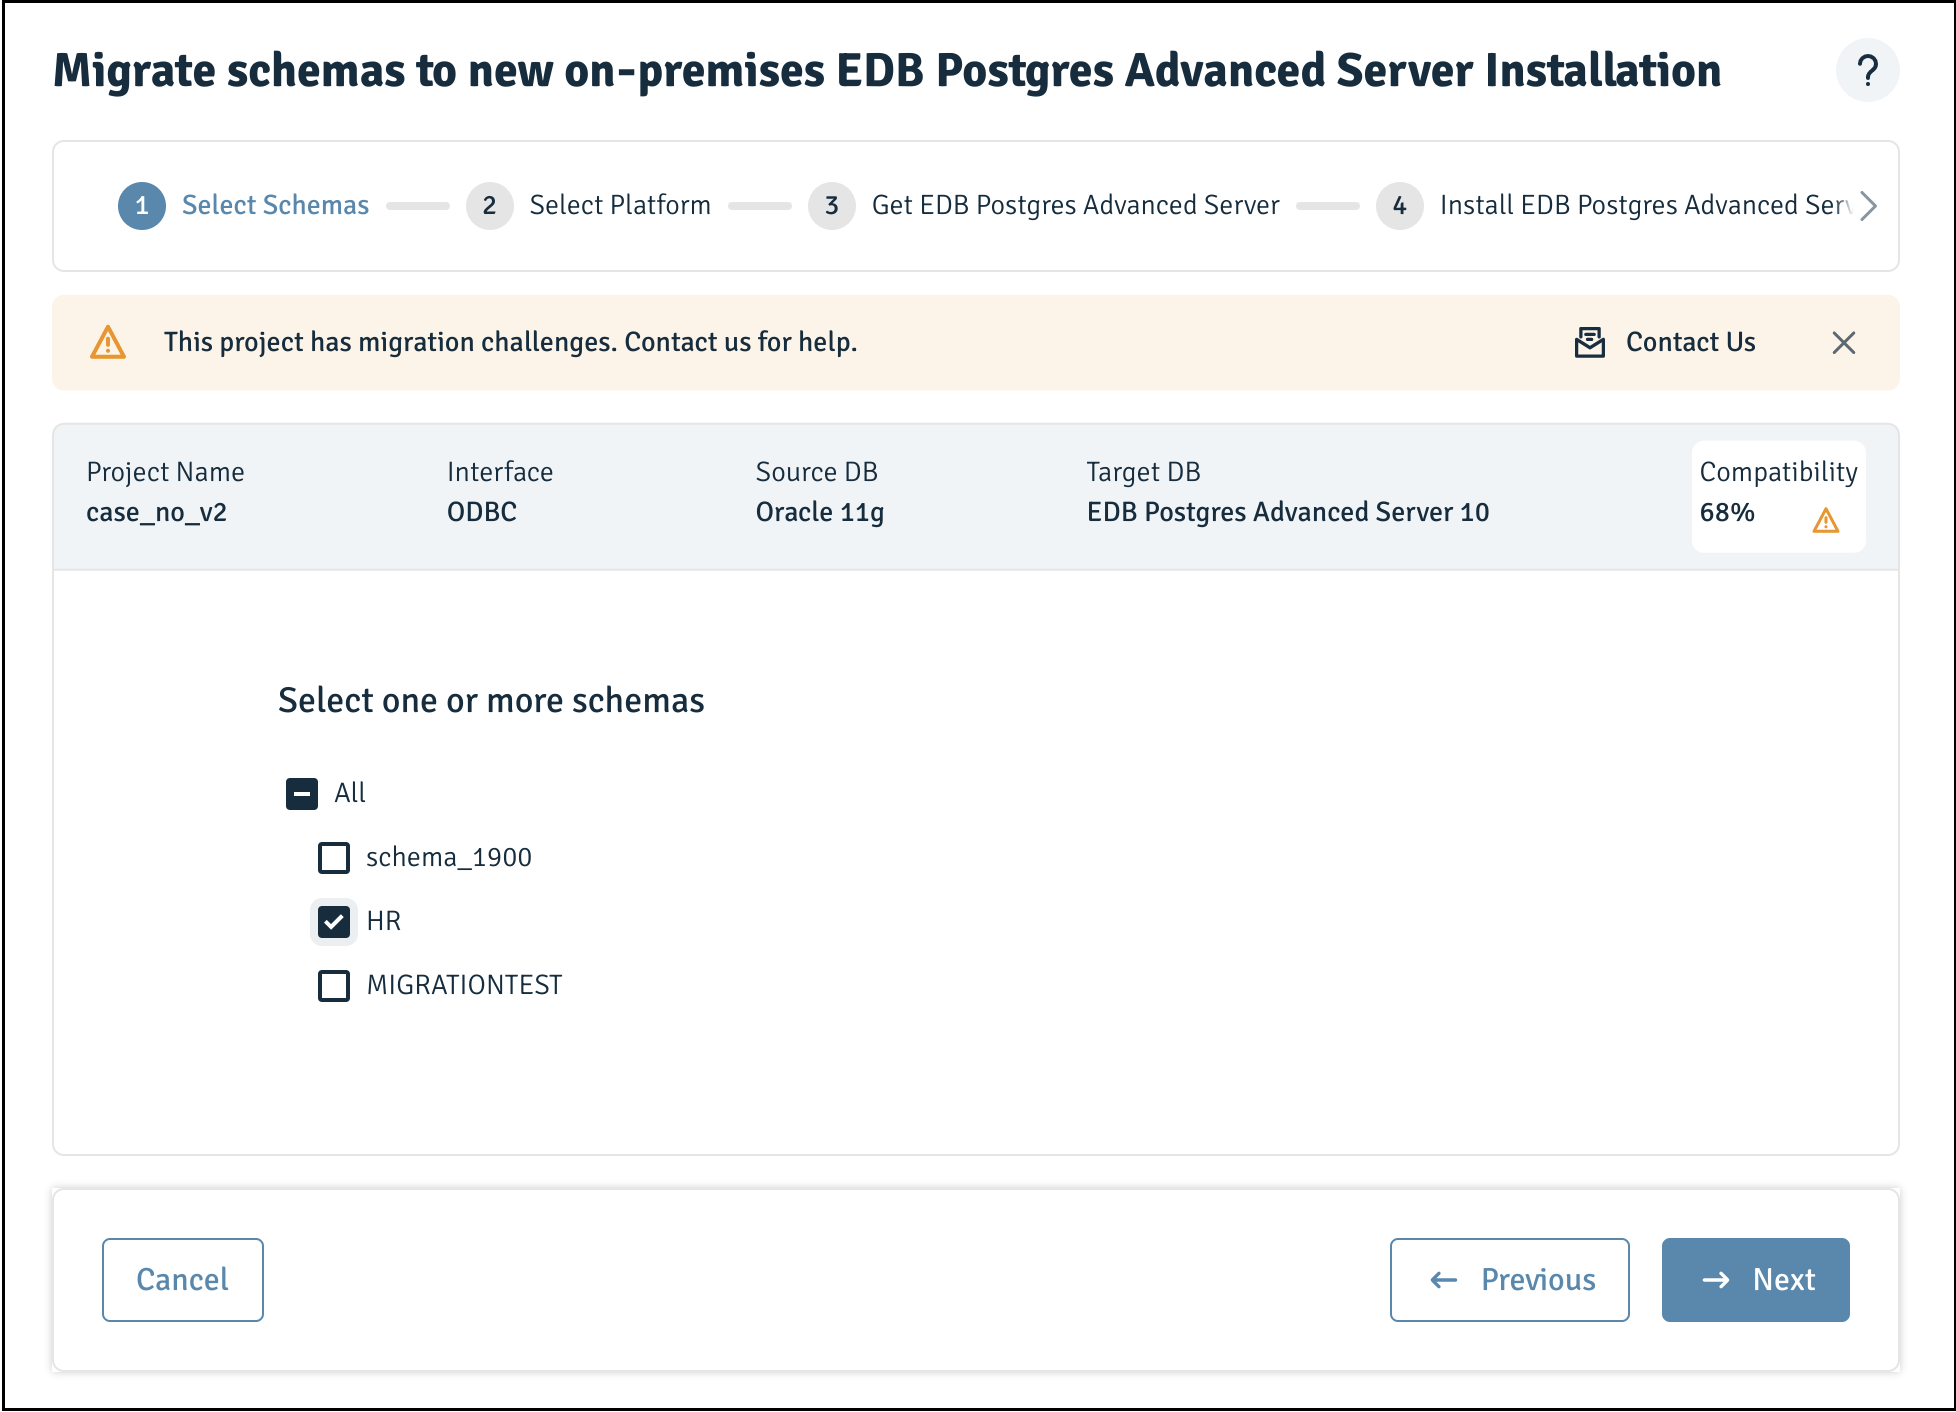 Migrate schemas to new on-premises EDB Postgres Advanced Server Installation
?
1 Select Schemas 2 Select Platform 3 Get EDB Postgres Advanced Server 4 Install EDB Postgres Advanced Serv
This project has migration challenges. Contact us for help. Contact Us
Project Name Interface Source DB Target DB Compatibility
case_no_v2 ODBC Oracle 11g EDB Postgres Advanced Server 10 68%
Select one or more schemas
All
schema_1900
HR
MIGRATIONTEST
Cancel ← Previous → Next